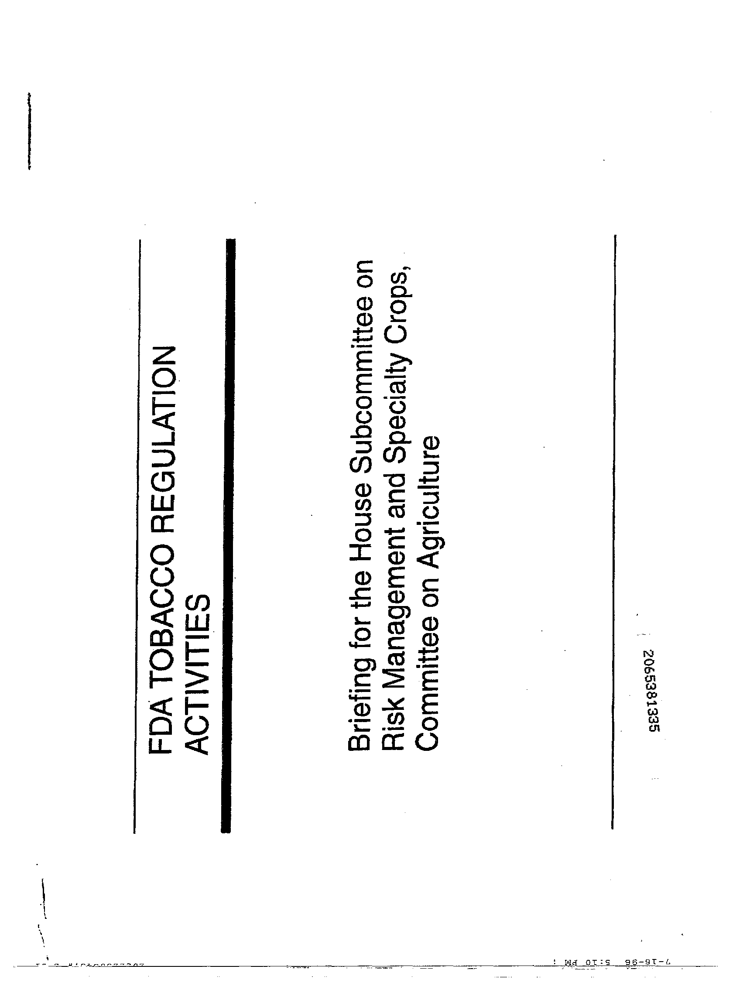 FDA TOBACCO REGULATION
ACTIVITIES
Briefing for the House Subcommittee on
Risk Management and Specialty Crops,
Committee on Agriculture
2065381335
7-16-96 5:10 PM ;